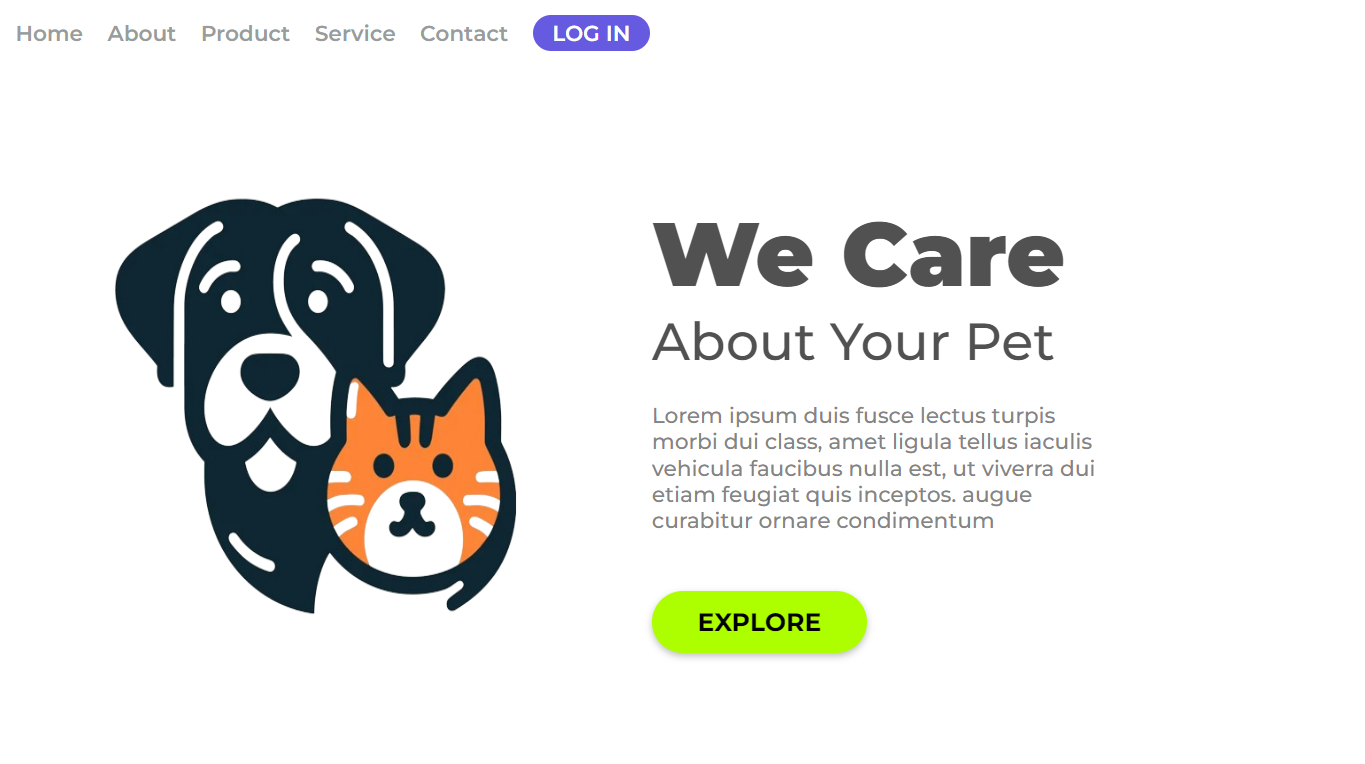 Home About Product Service Contact LOG IN
We Care
About Your Pet
Lorem ipsum duis fusce lectus turpis
morbi dui class, amet ligula tellus iaculis
vehicula faucibus nulla est, ut viverra dui
etiam feugiat quis inceptos. augue
curabitur ornare condimentum
EXPLORE